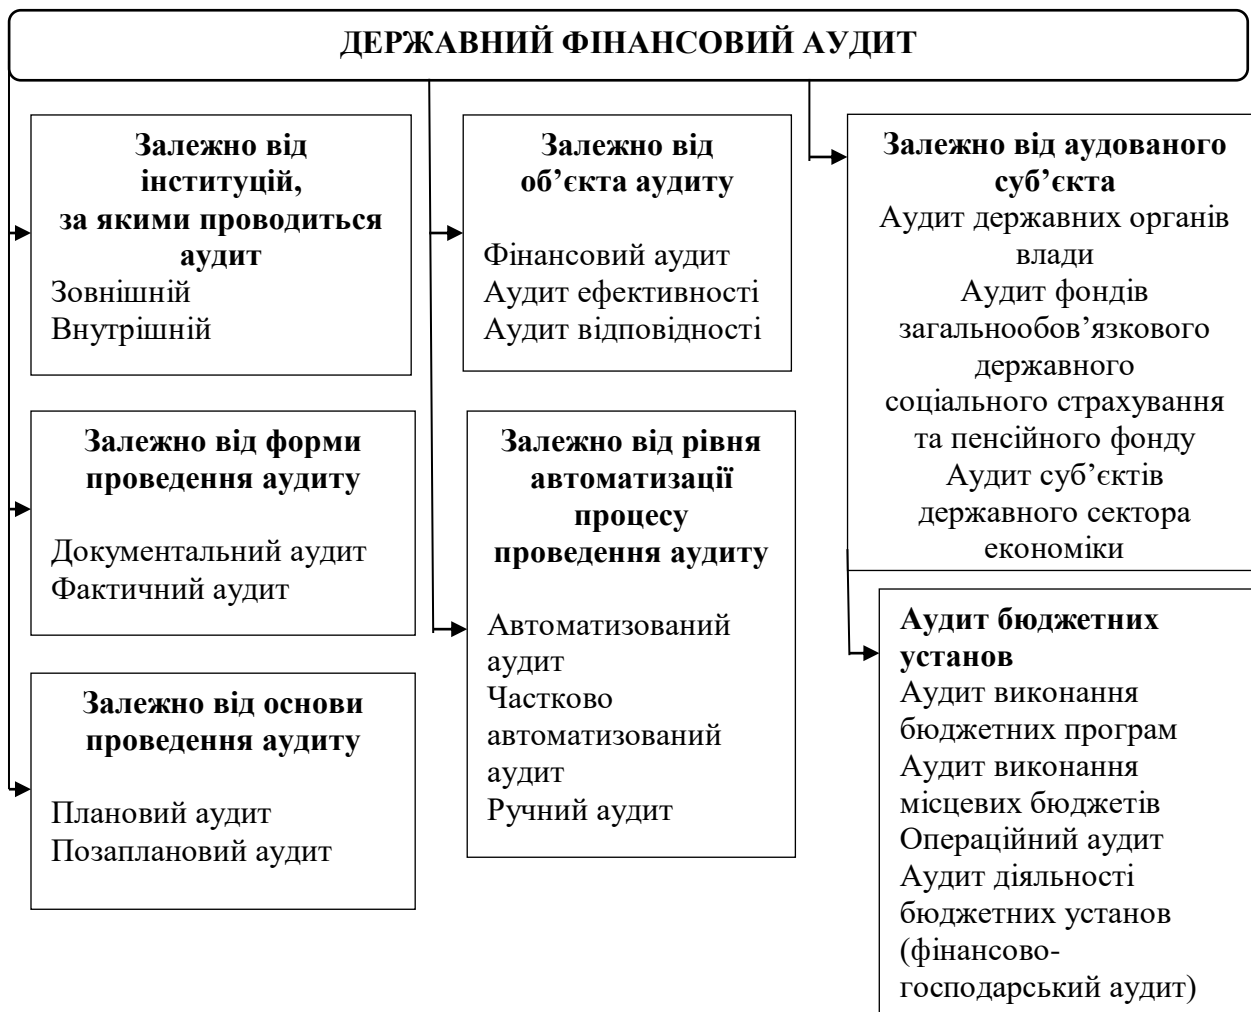 ДЕРЖАВНИЙ ФІНАНСОВИЙ АУДИТ
Залежно від
інституцій,
за якими проводиться
аудит
Зовнішній
Внутрішній
Залежно від форми
проведення аудиту
Документальний аудит
Фактичний аудит
Залежно від основи
проведення аудиту
Плановий аудит
Позаплановий аудит
Залежно від
об’єкта аудиту
Фінансовий аудит
Аудит ефективності
Аудит відповідності
Залежно від рівня
автоматизації
процесу
проведення аудиту
Автоматизований
аудит
Частково
автоматизований
аудит
Ручний аудит
Залежно від аудованого
суб’єкта
Аудит державних органів
влади
Аудит фондів
загальнообов’язкового
державного
соціального страхування
та пенсійного фонду
Аудит суб’єктів
державного сектора
економіки
Аудит бюджетних
установ
Аудит виконання
бюджетних програм
Аудит виконання
місцевих бюджетів
Операційний аудит
Аудит діяльності
бюджетних установ
(фінансово-
господарський аудит)